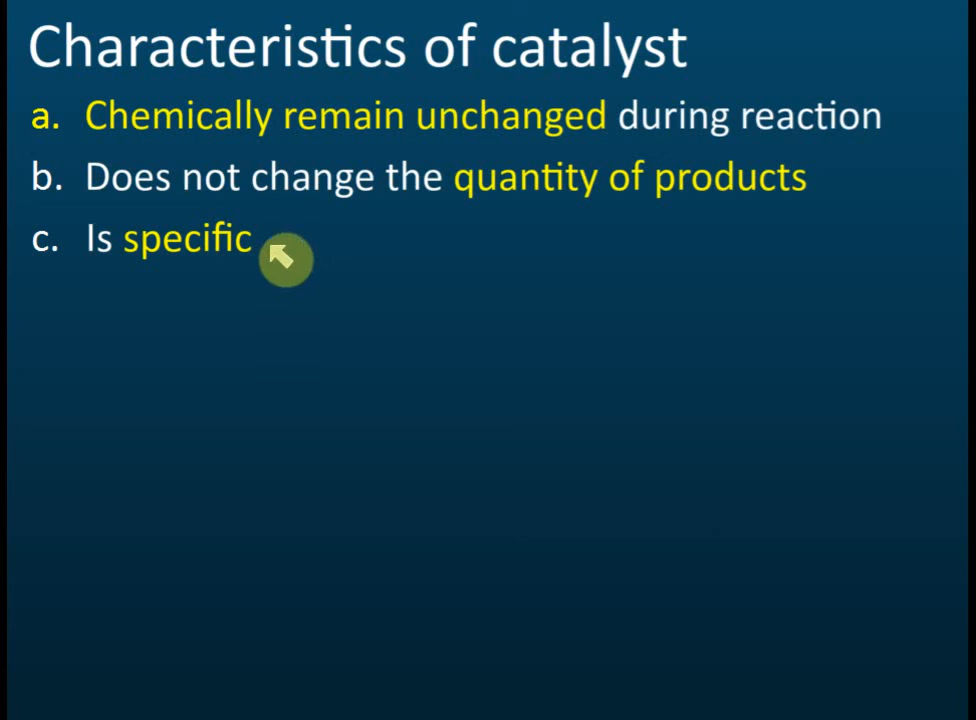 Characteristics of catalyst
a. Chemically remain unchanged during reaction
b. Does not change the quantity of products
c. Is specific